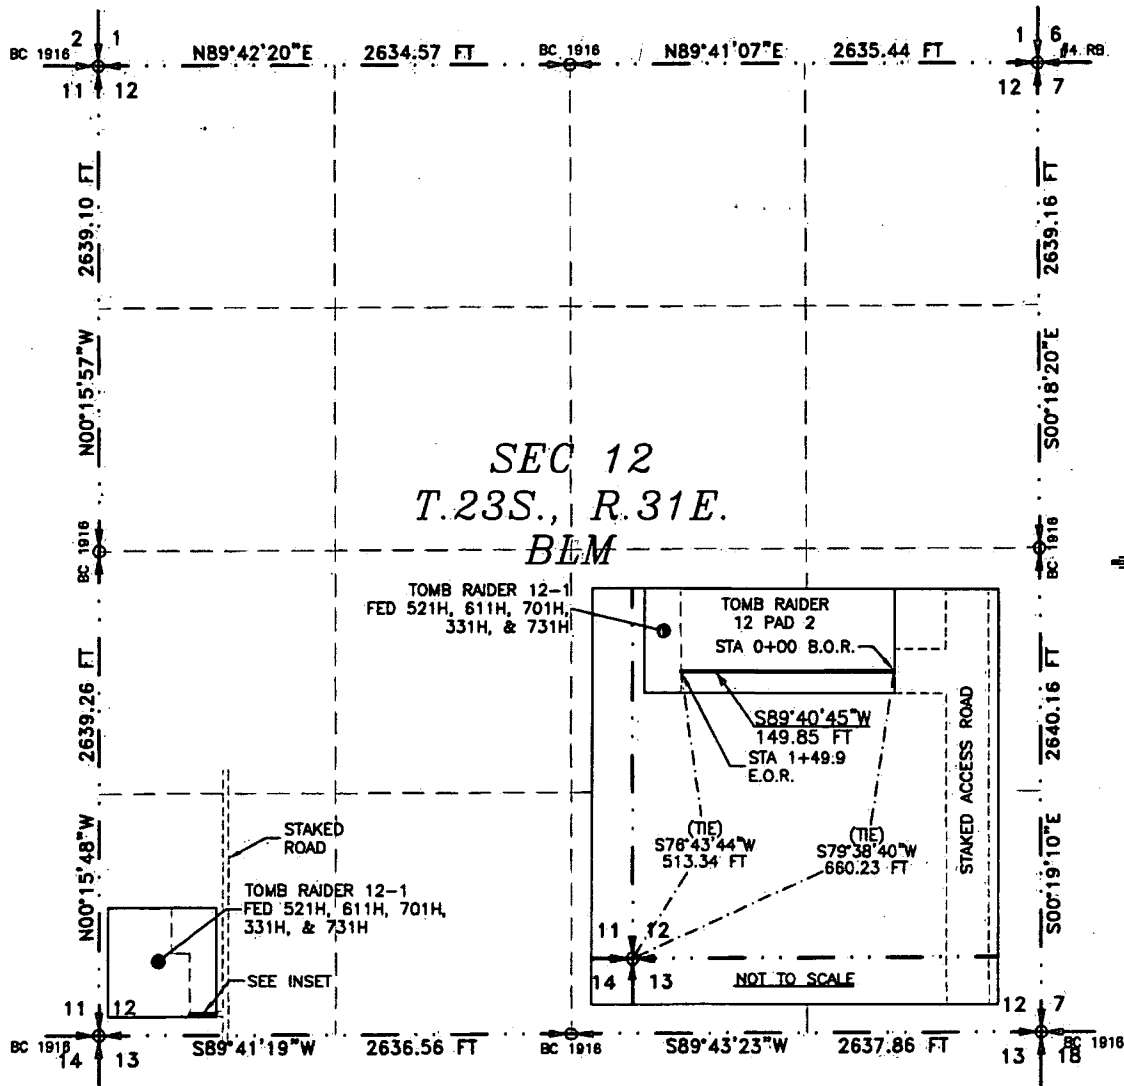 2 1
BC 1916
N89°42'20"E 2634.57 FT
BC 1916
N89°41'07"E 2635.44 FT
1 6
#4 RB
11 12
12 7
2639.10 FT
2639.16 FT
N00°15'57"W
S00°18'20"E
SEC 12
T.23S., R.31E.
BLM
BC 1916
BC 1916
TOMB RAIDER 12-1
FED 521H, 611H, 701H,
331H, & 731H
TOMB RAIDER
12 PAD 2
STA 0+00 B.O.R.
S89°40'45"W
149.85 FT
STA 1+49.9
E.O.R.
STAKED ACCESS ROAD
(TIE)
S76°43'44"W
513.34 FT
(TIE)
S79°38'40"W
660.23 FT
11 12
14 13
NOT TO SCALE
2639.26 FT
2640.16 FT
N00°15'48"W
S00°19'10"E
STAKED
ROAD
TOMB RAIDER 12-1
FED 521H, 611H, 701H,
331H, & 731H
SEE INSET
11 12
12 7
BC 1916
14 13
S89°41'19"W 2636.56 FT
BC 1916
S89°43'23"W 2637.86 FT
13 18
BC 1916